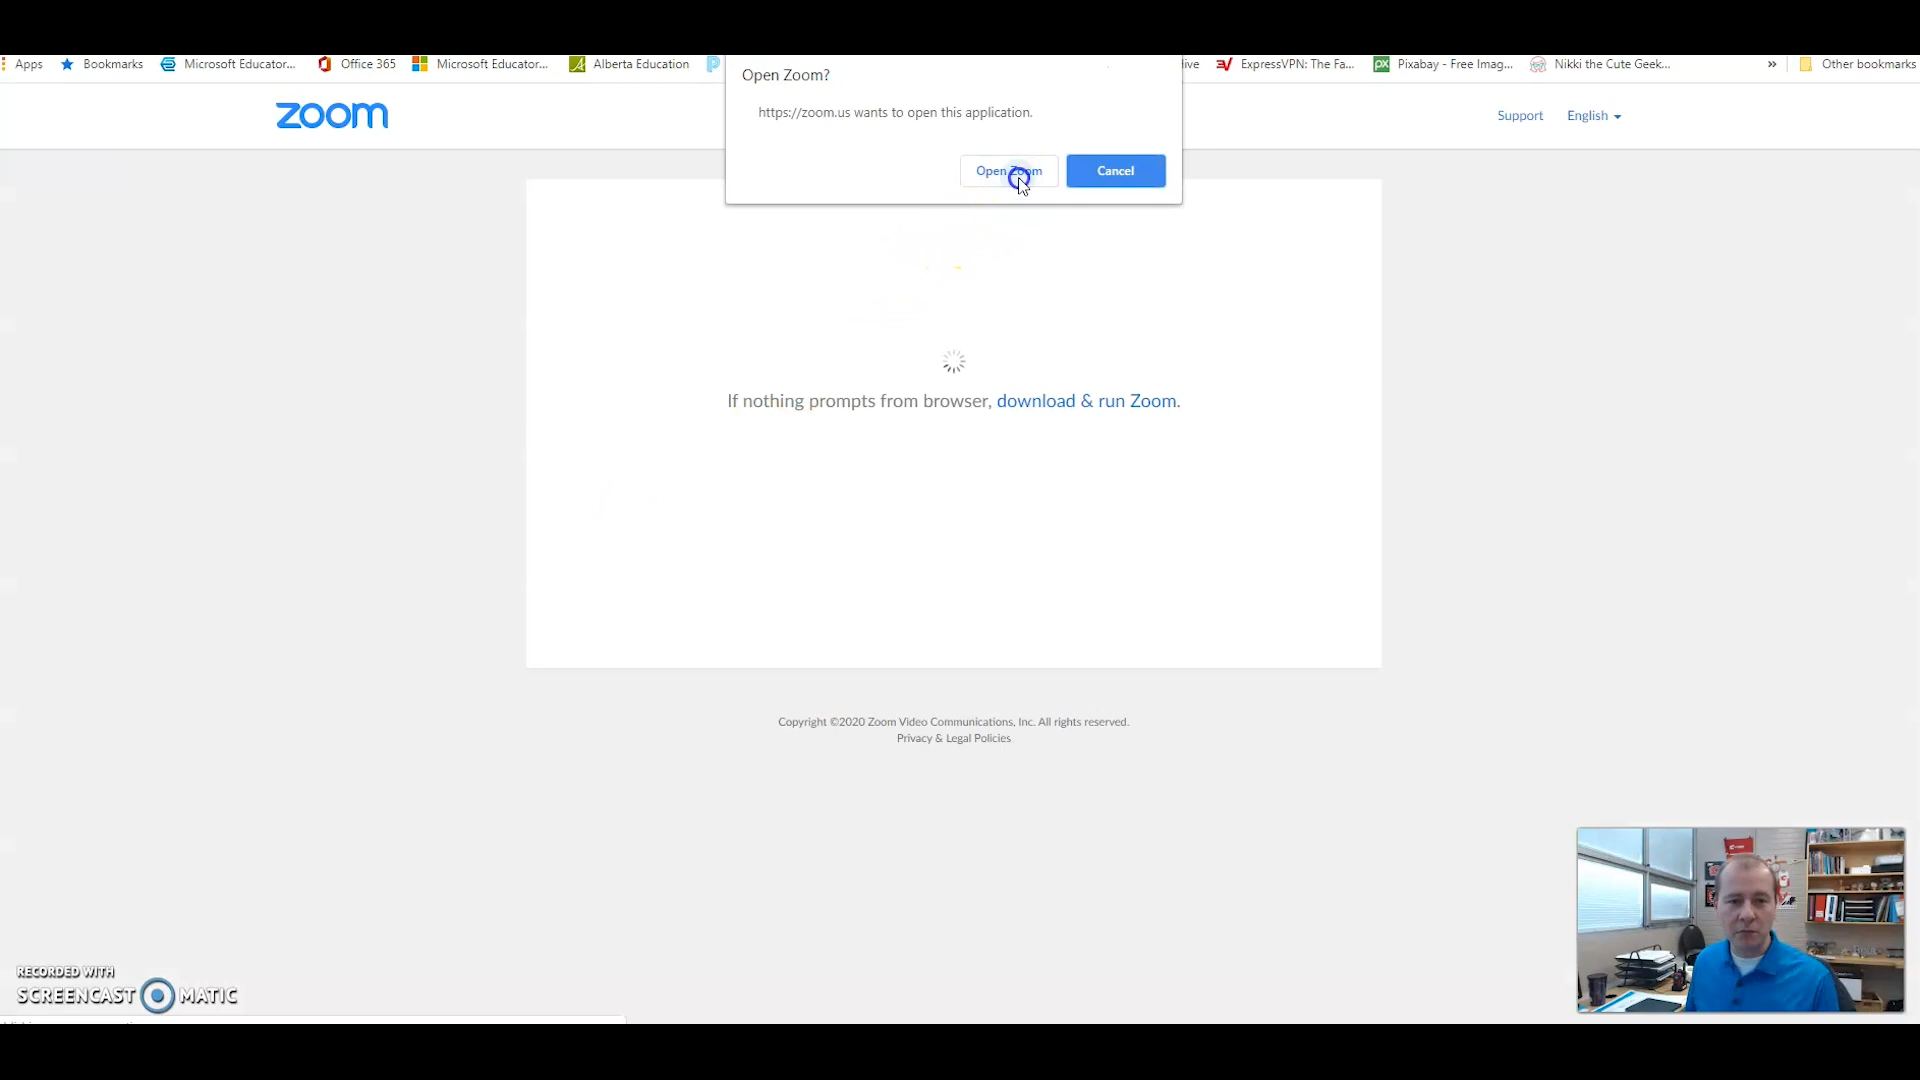 Apps Bookmarks Microsoft Educator... Office 365 Microsoft Educator... Alberta Education ExpressVPN: The Fa... Pixabay - Free Imag... Nikki the Cute Geek... » Other bookmarks
Open Zoom?
https://zoom.us wants to open this application.
Open Zoom Cancel
zoom
Support English
If nothing prompts from browser, download & run Zoom.
Copyright ©2020 Zoom Video Communications, Inc. All rights reserved.
Privacy & Legal Policies
RECORDED WITH
SCREENCAST MATIC